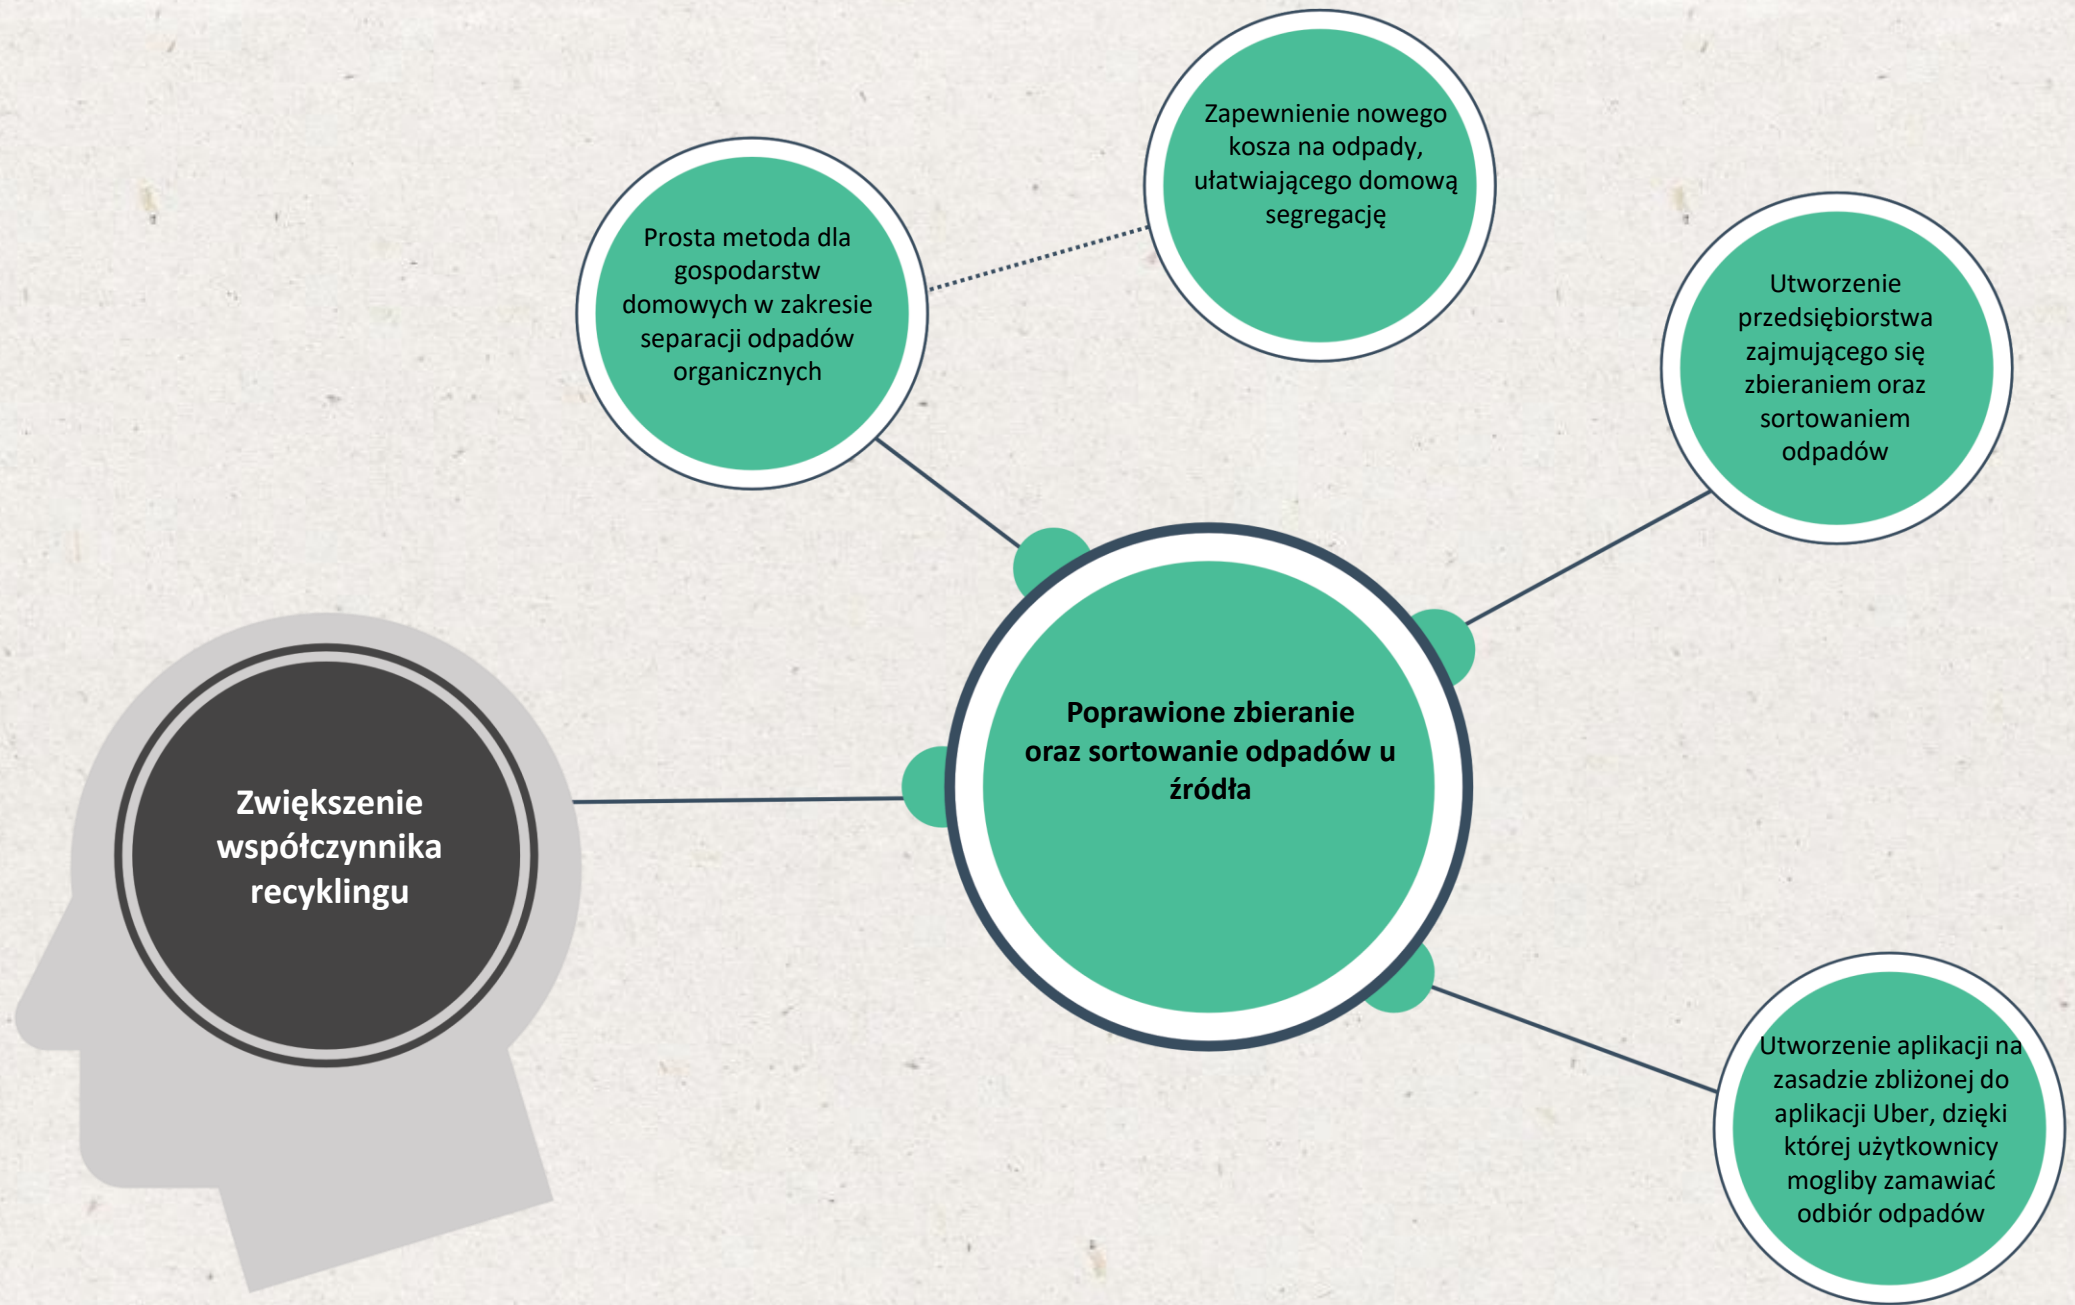 Zapewnienie nowego
kosza na odpady,
ułatwiającego domową
segregację
Prosta metoda dla
gospodarstw
domowych w zakresie
separacji odpadów
organicznych
Utworzenie
przedsiębiorstwa
zajmującego się
zbieraniem oraz
sortowaniem
odpadów
Poprawione zbieranie
oraz sortowanie odpadów u
źródła
Zwiększenie
współczynnika
recyklingu
Utworzenie aplikacji na
zasadzie zbliżonej do
aplikacji Uber, dzięki
której użytkownicy
mogliby zamawiać
odbiór odpadów